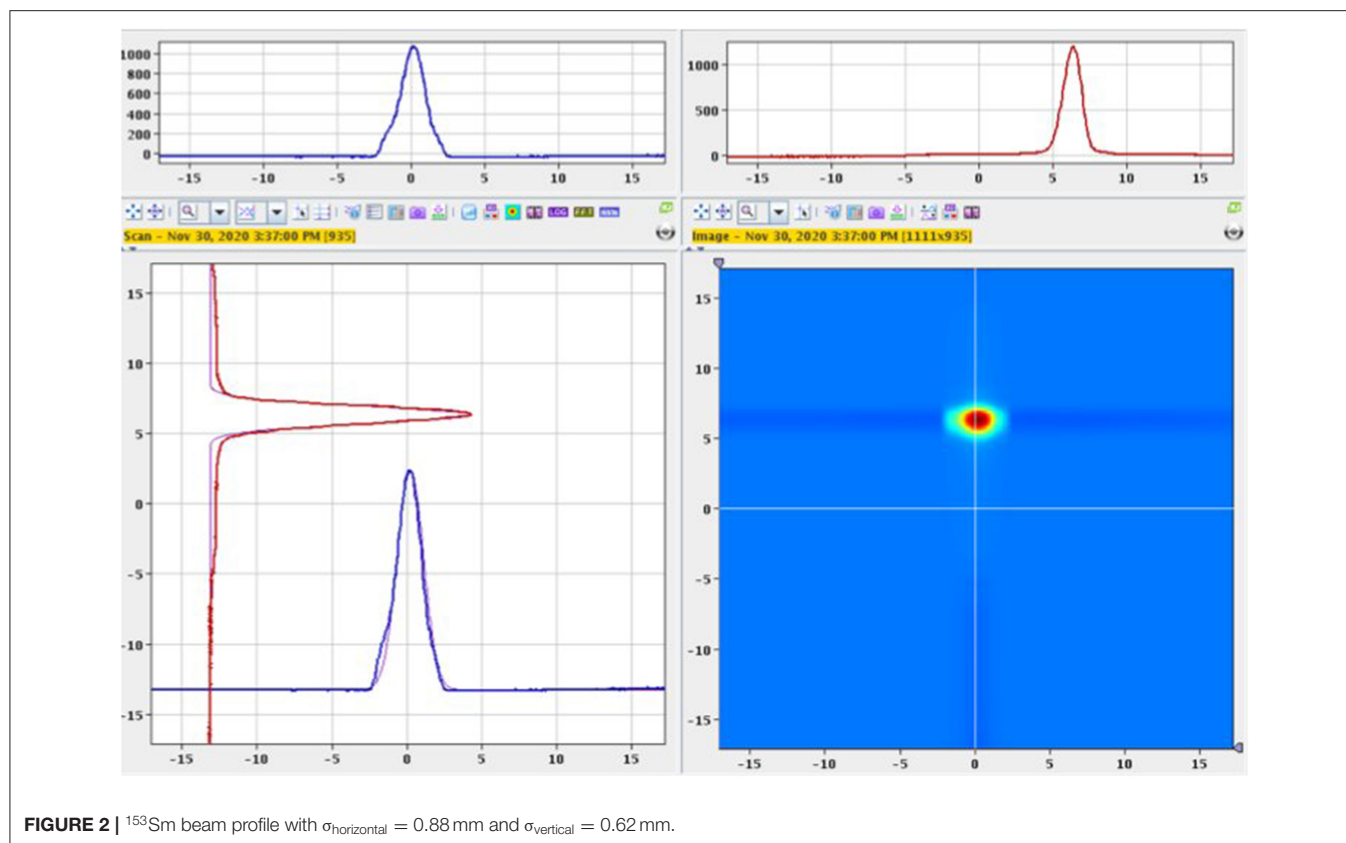 1000
800
600
400
200
0
-15 -10 -5 0 5 10 15
1000
500
0
-15 -10 -5 0 5 10 15
LOG FFT
Scan - Nov 30, 2020 3:37:00 PM [935]
Image - Nov 30, 2020 3:37:00 PM [1111x935]
15
10
5
0
-5
-10
-15
-15 -10 -5 0 5 10 15
15
10
5
0
-5
-10
-15
-15 -10 -5 0 5 10 15
FIGURE 2 | ¹⁵³Sm beam profile with σhorizontal = 0.88 mm and σvertical = 0.62 mm.